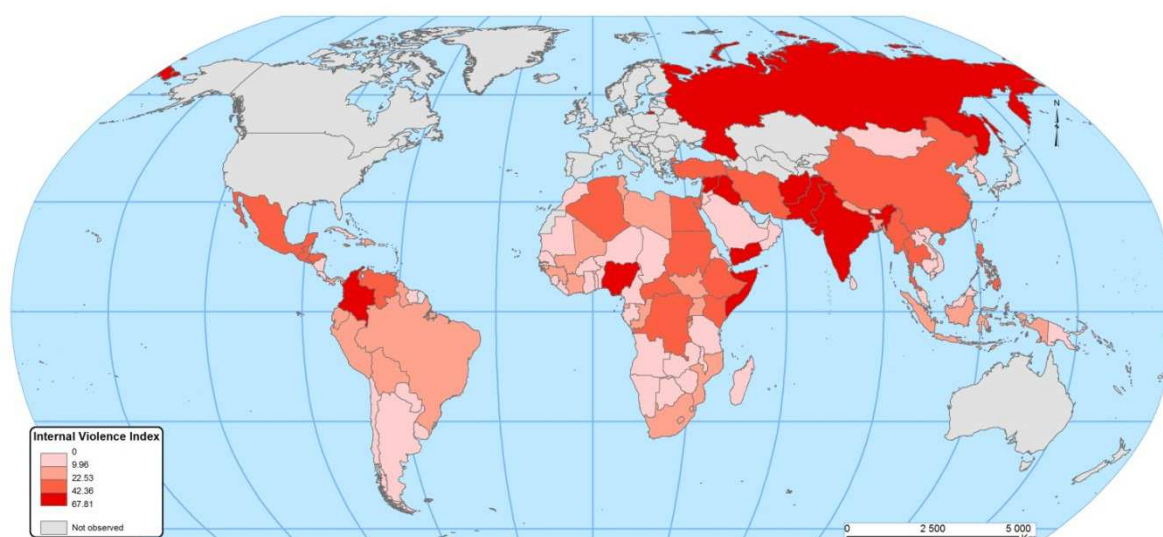 N
Internal Violence Index
0
9.96
22.53
42.36
67.81
Not observed
0 2 500 5 000